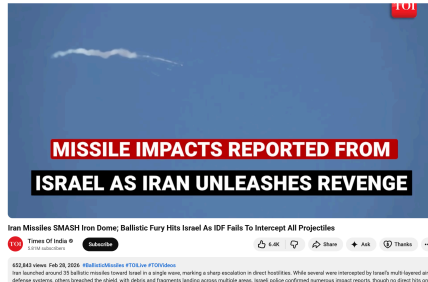 TOI
MISSILE IMPACTS REPORTED FROM
ISRAEL AS IRAN UNLEASHES REVENGE
Iran Missiles SMASH Iron Dome; Ballistic Fury Hits Israel As IDF Fails To Intercept All Projectiles
TOI
Times Of India
5.81M subscribers
Subscribe
6.4K
Share
Ask
Thanks
652,843 views Feb 28, 2026 #BallisticMissiles #TOILive #TOIVideos
Iran launched around 35 ballistic missiles toward Israel in a single wave, marking a sharp escalation in direct hostilities. While several were intercepted by Israel's multi-layered air
defense systems, others breached the shield, with debris and fragments landing across multiple areas. Israeli police confirmed numerous impact reports, though no direct hits on